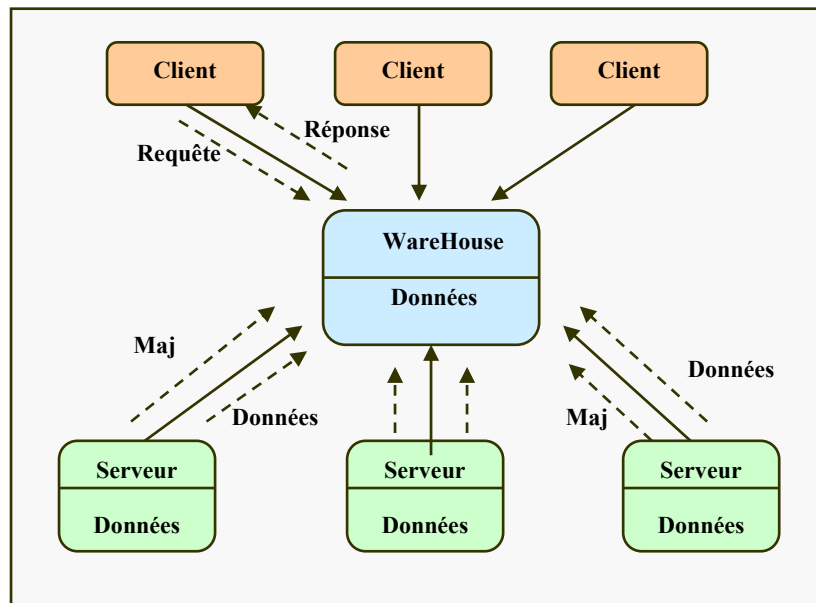 Client
Client
Client
Réponse
Requête
WareHouse
Données
Maj
Données
Données
Maj
Serveur
Données
Serveur
Données
Serveur
Données